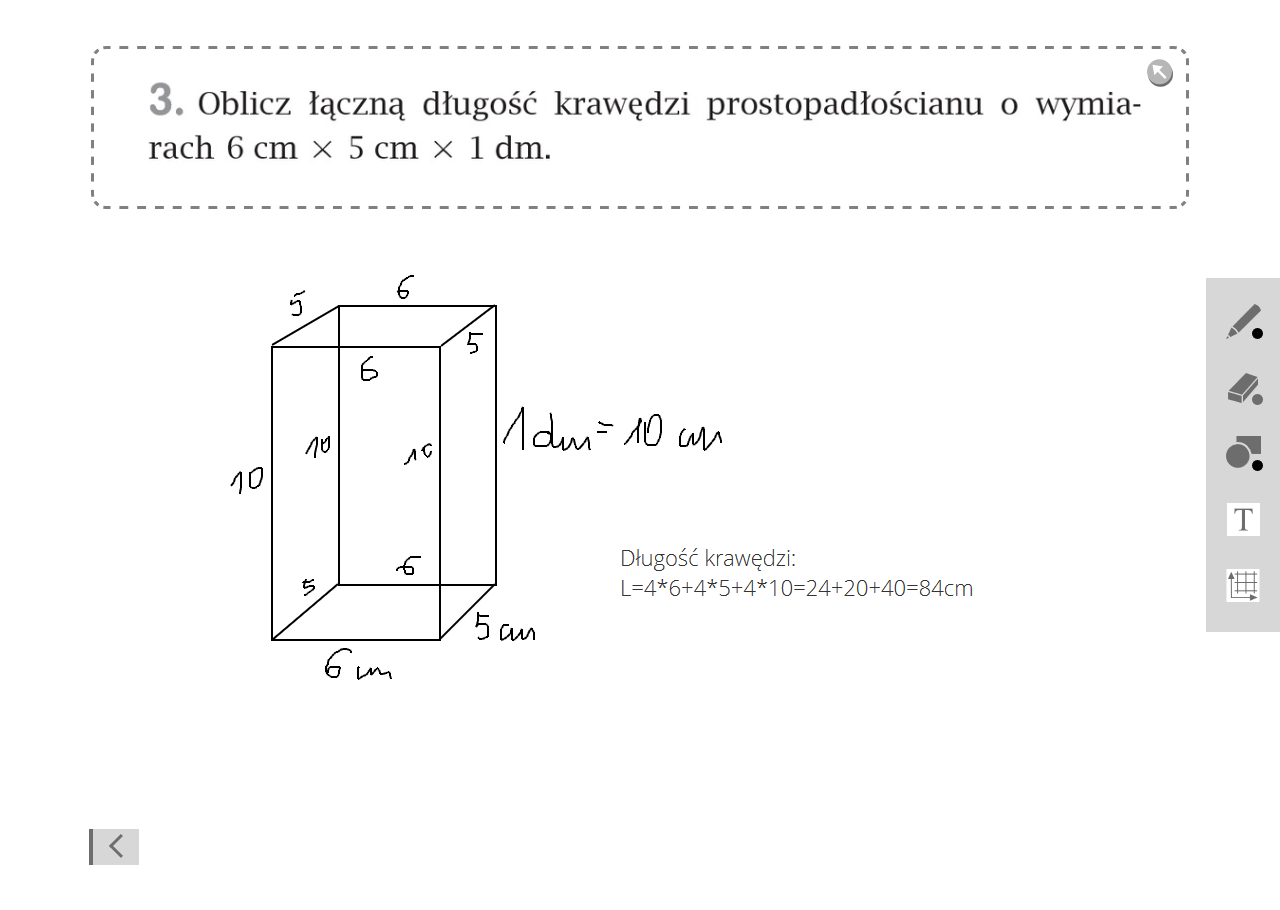 3. Oblicz łączną długość krawędzi prostopadłościanu o wymia-
rach 6 cm × 5 cm × 1 dm.
5 6
5
6
10 10 10 1dm = 10 cm
5 6
5 cm
6 cm
Długość krawędzi:
L=4*6+4*5+4*10=24+20+40=84cm
T